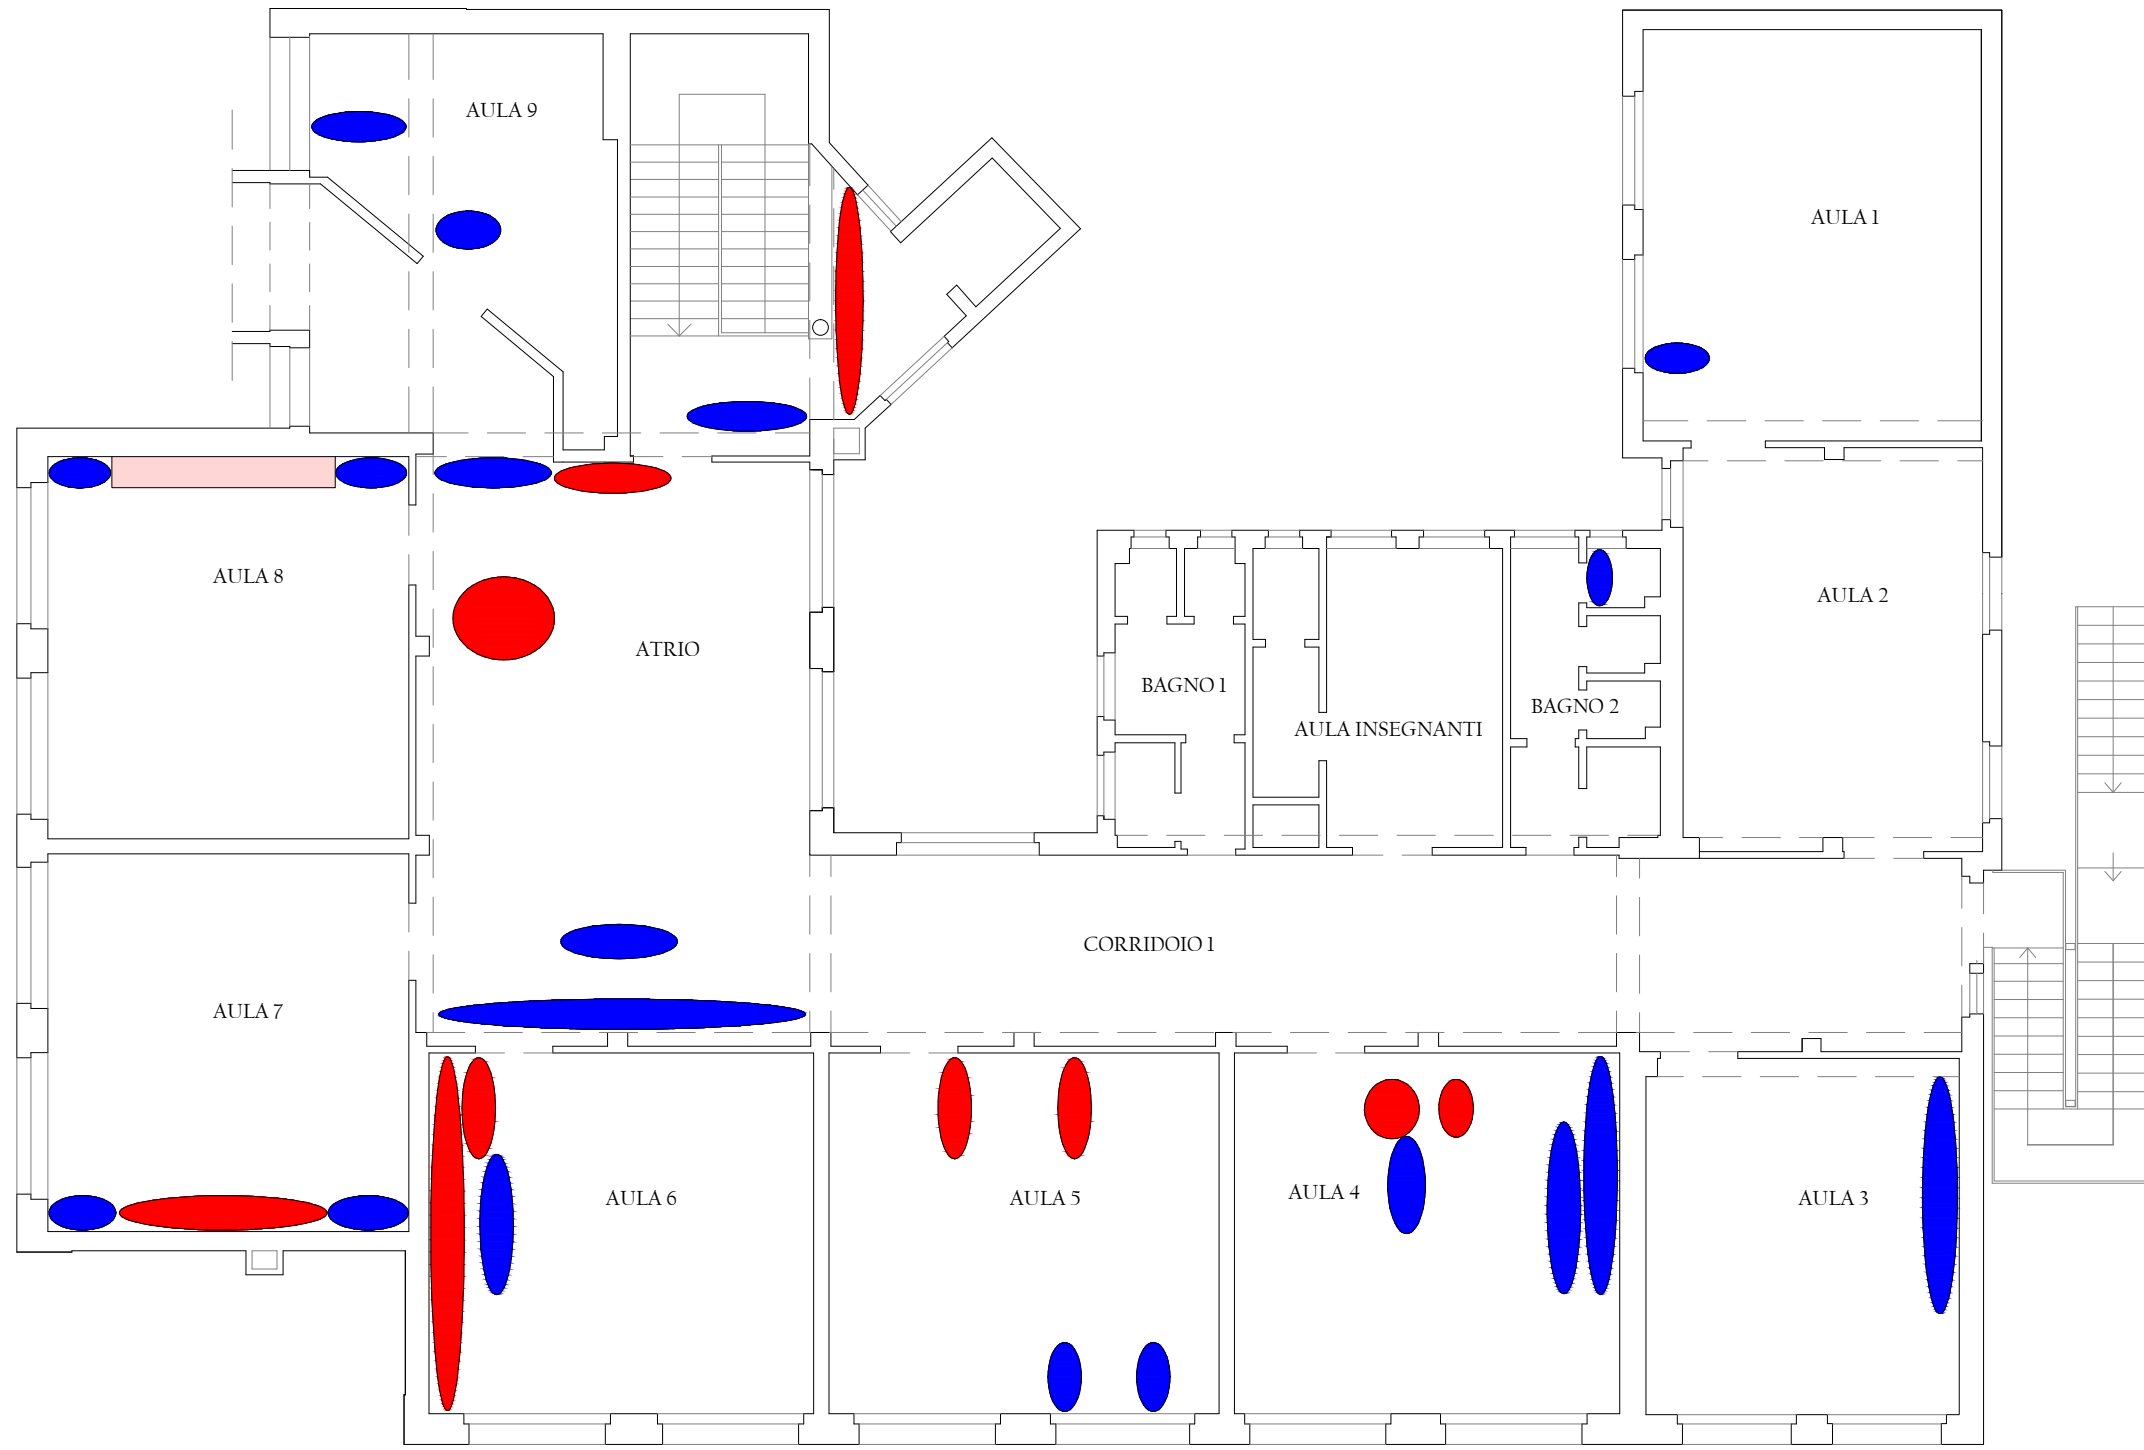 AULA 9
AULA 1
AULA 8
AULA 2
ATRIO
BAGNO 1
BAGNO 2
AULA INSEGNANTI
CORRIDOIO 1
AULA 7
AULA 6
AULA 5
AULA 4
AULA 3